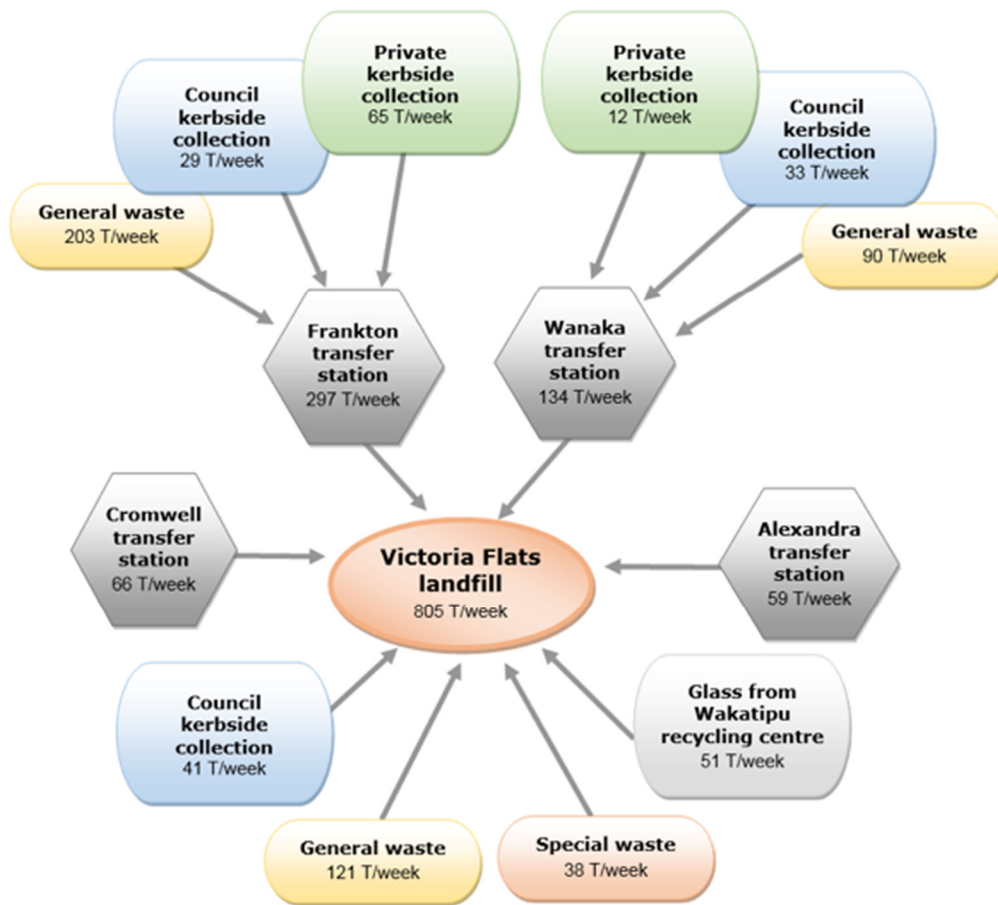 Private
kerbside
collection
65 T/week
Private
kerbside
collection
12 T/week
Council
kerbside
collection
29 T/week
Council
kerbside
collection
33 T/week
General waste
203 T/week
General waste
90 T/week
Frankton
transfer
station
297 T/week
Wanaka
transfer
station
134 T/week
Cromwell
transfer
station
66 T/week
Victoria Flats
landfill
805 T/week
Alexandra
transfer
station
59 T/week
Council
kerbside
collection
41 T/week
Glass from
Wakatipu
recycling centre
51 T/week
General waste
121 T/week
Special waste
38 T/week